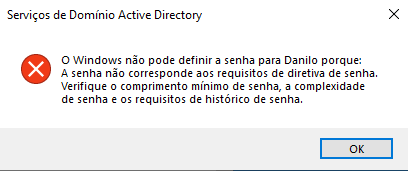 Serviços de Domínio Active Directory
O Windows não pode definir a senha para Danilo porque:
A senha não corresponde aos requisitos de diretiva de senha.
Verifique o comprimento mínimo de senha, a complexidade
de senha e os requisitos de histórico de senha.
OK